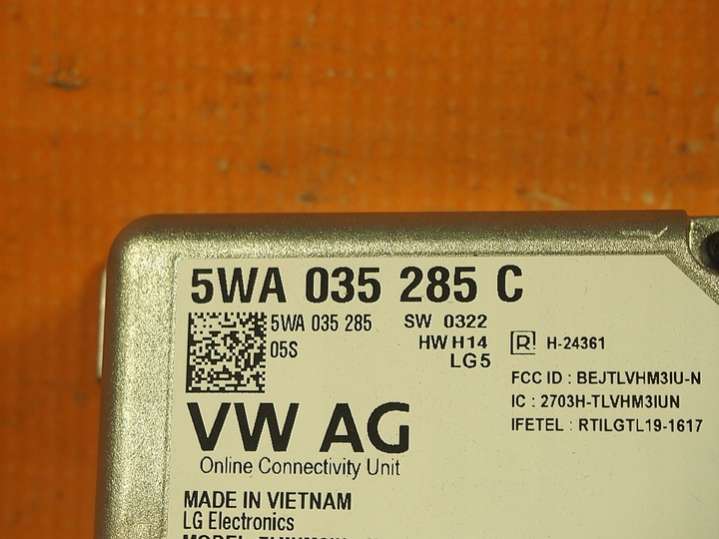 5WA 035 285 C
5WA 035 285
05S
SW 0322
HW H14
LG5
R H-24361
FCC ID : BEJTLVHM3IU-N
IC : 2703H-TLVHM3IUN
IFETEL : RTILGTL19-1617
VW AG
Online Connectivity Unit
MADE IN VIETNAM
LG Electronics